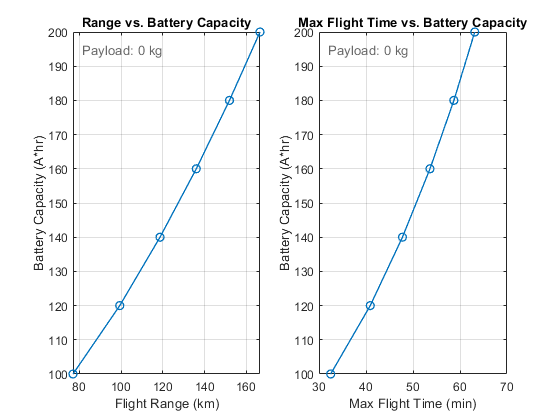 Range vs. Battery Capacity
Payload: 0 kg
200
190
180
170
160
150
140
130
120
110
100
Battery Capacity (A*hr)
80 100 120 140 160
Flight Range (km)
Max Flight Time vs. Battery Capacity
Payload: 0 kg
200
190
180
170
160
150
140
130
120
110
100
Battery Capacity (A*hr)
30 40 50 60 70
Max Flight Time (min)